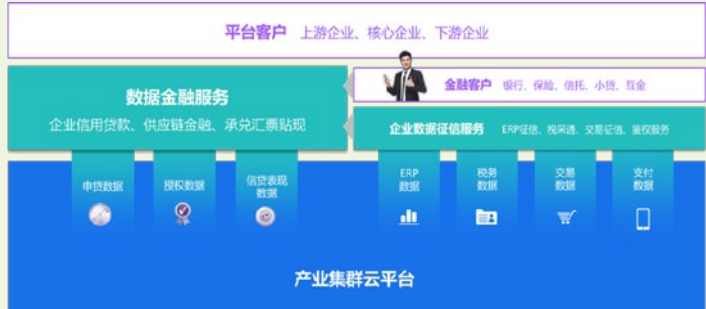 平台客户 上游企业、核心企业、下游企业
金融客户 银行、保险、信托、小贷、互金
数据金融服务
企业信用贷款、供应链金融、承兑汇票贴现
企业数据征信服务 ERP征信、税采通、交易征信、鉴权服务
申贷数据
授权数据
信贷表现
数据
ERP
数据
税务
数据
交易
数据
支付
数据
产业集群云平台